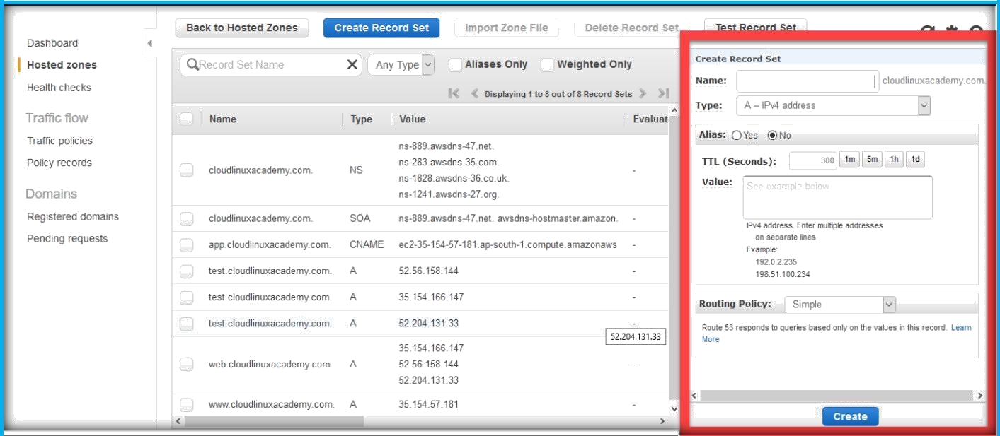 Dashboard
Hosted zones
Health checks
Traffic flow
Traffic policies
Policy records
Domains
Registered domains
Pending requests
Back to Hosted Zones
Create Record Set
Import Zone File
Delete Record Set
Test Record Set
Record Set Name
Any Type
Aliases Only
Weighted Only
Displaying 1 to 8 out of 8 Record Sets
Name Type Value Evaluat
cloudlinuxacademy.com. NS
ns-889.awsdns-47.net.
ns-283.awsdns-35.com.
ns-1828.awsdns-36.co.uk.
ns-1241.awsdns-27.org.
-
cloudlinuxacademy.com. SOA ns-889.awsdns-47.net. awsdns-hostmaster.amazon. -
app.cloudlinuxacademy.com. CNAME ec2-35-154-57-181.ap-south-1.compute.amazonaws -
test.cloudlinuxacademy.com. A 52.56.158.144 -
test.cloudlinuxacademy.com. A 35.154.166.147 -
test.cloudlinuxacademy.com. A 52.204.131.33 -
52.204.131.33
web.cloudlinuxacademy.com. A
35.154.166.147
52.56.158.144
52.204.131.33
-
www.cloudlinuxacademy.com. A 35.154.57.181 -
Create Record Set
Name: cloudlinuxacademy.com.
Type: A – IPv4 address
Alias: Yes No
TTL (Seconds): 300 1m 5m 1h 1d
Value: See example below
IPv4 address. Enter multiple addresses
on separate lines.
Example:
192.0.2.235
198.51.100.234
Routing Policy: Simple
Route 53 responds to queries based only on the values in this record. Learn
More
Create